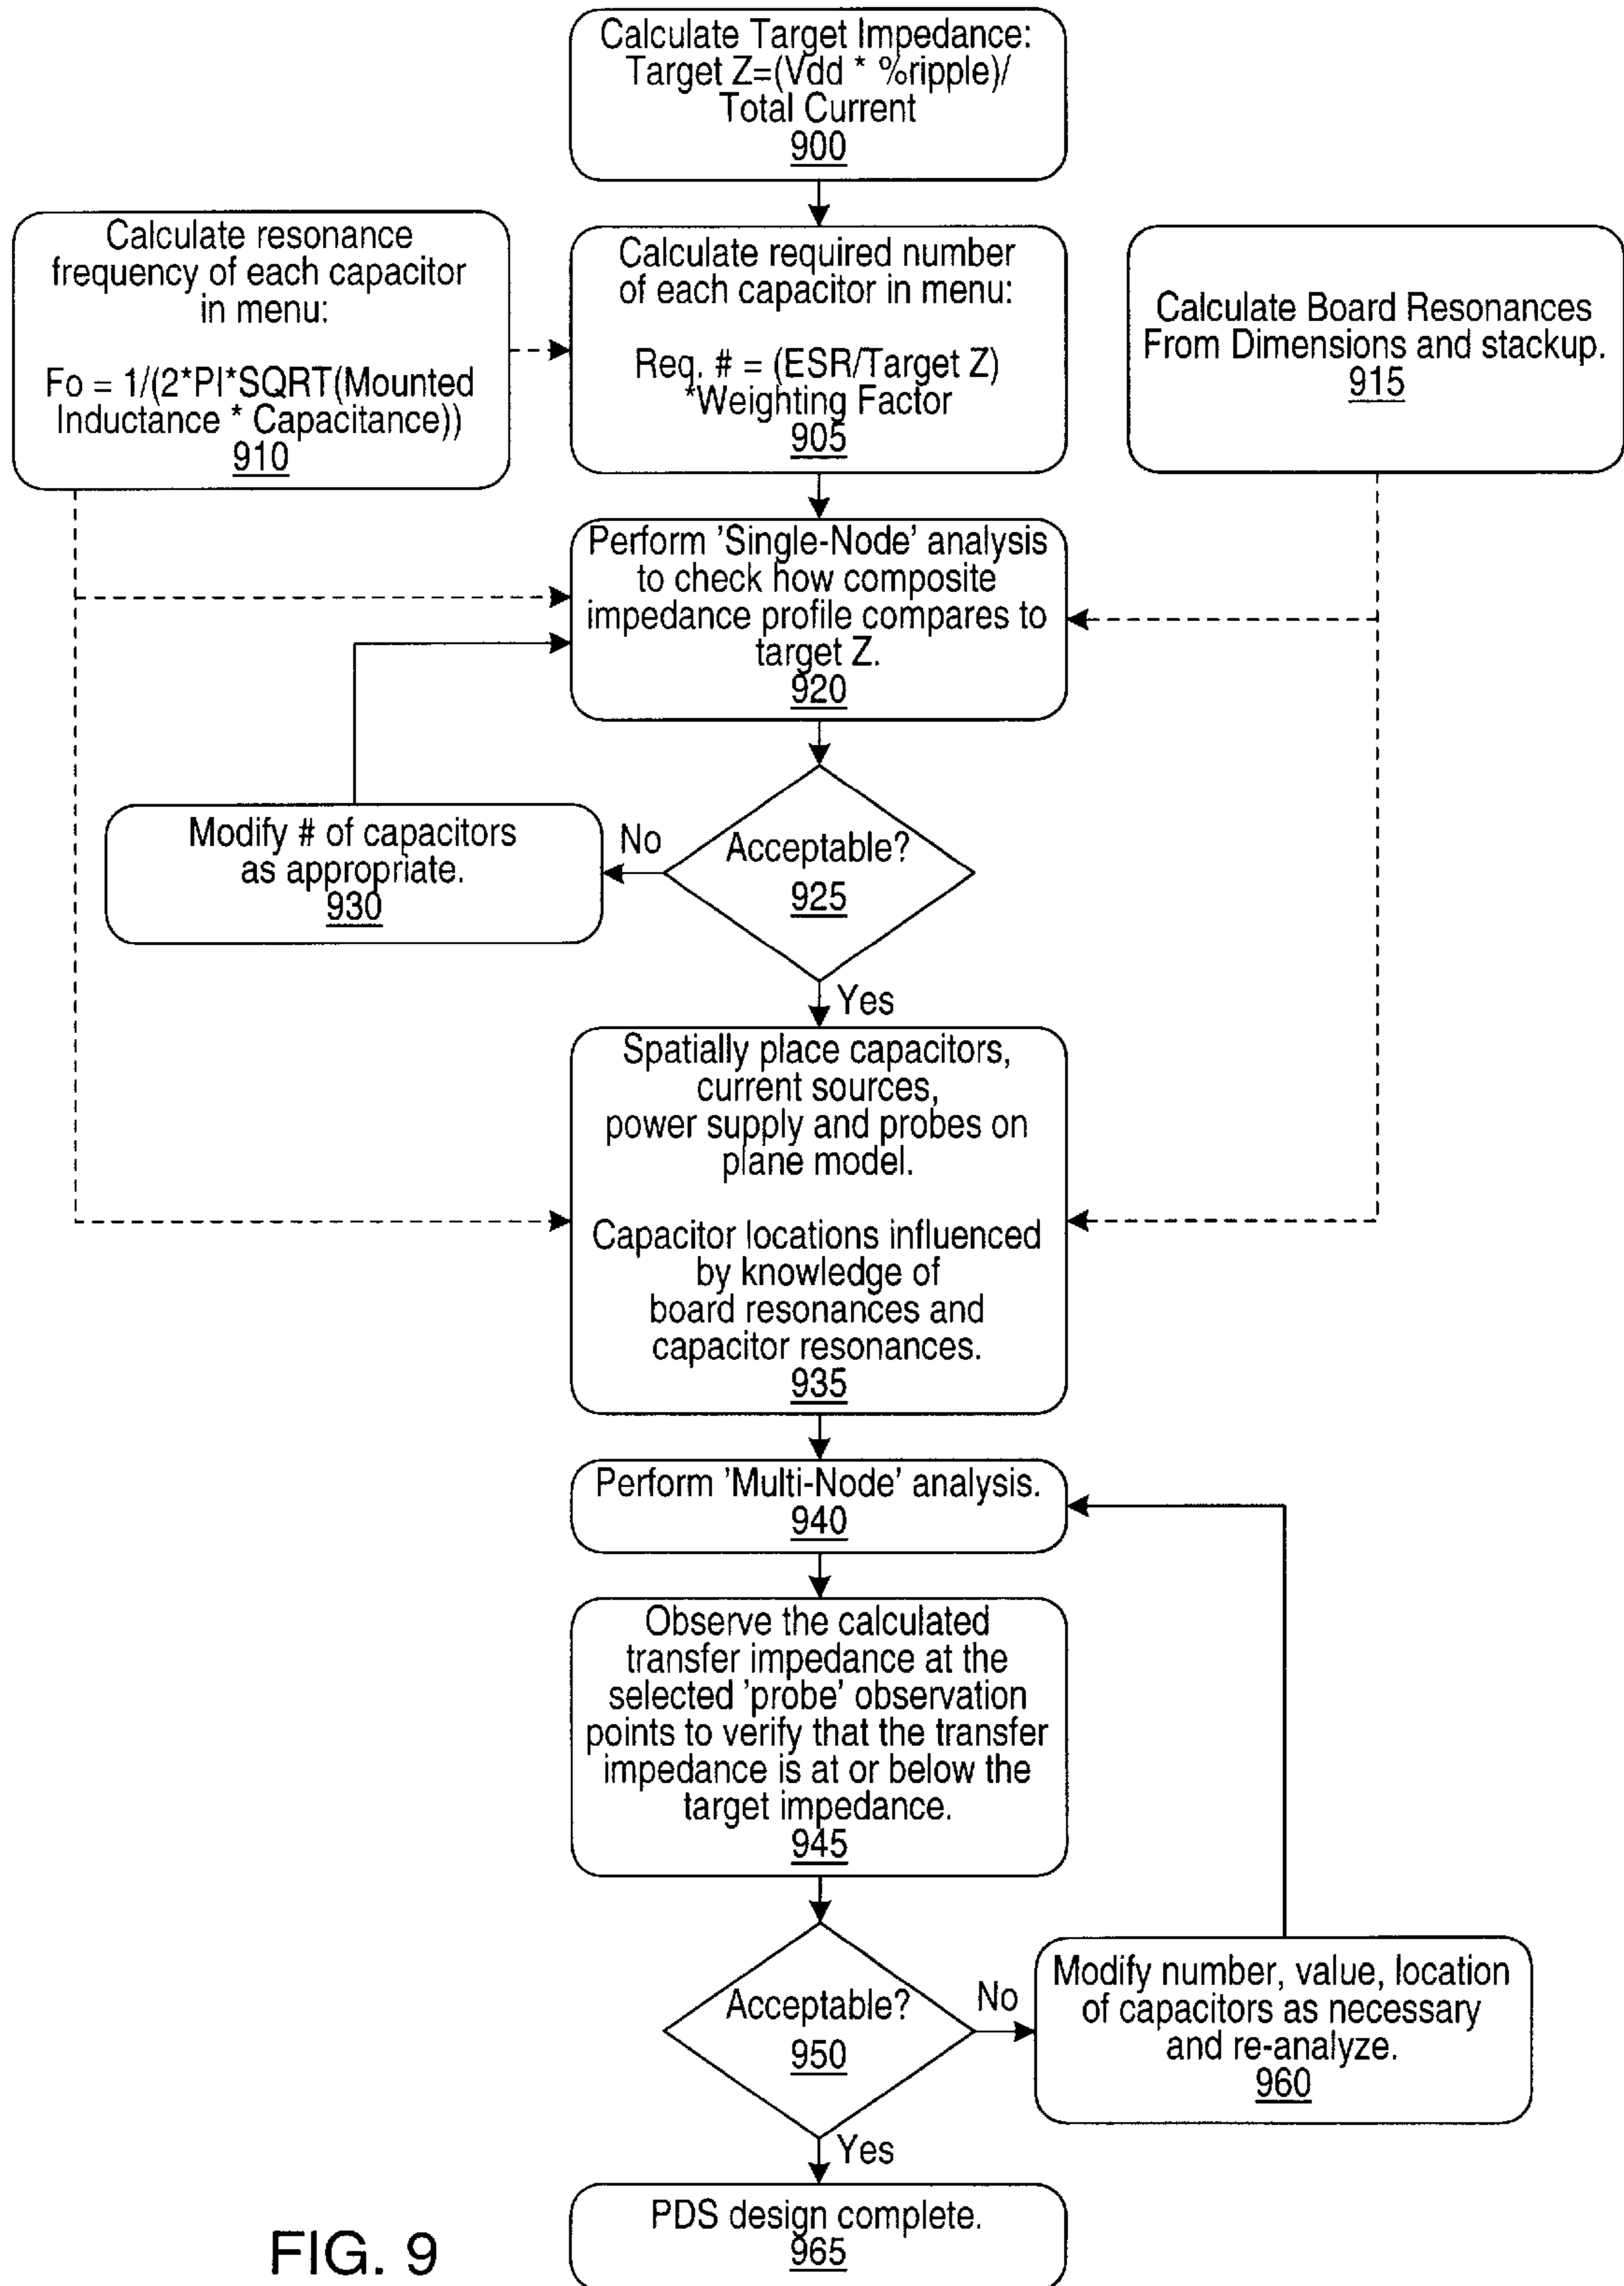 Calculate Target Impedance:
Target Z=(Vdd * %ripple)/
Total Current
900
Calculate resonance
frequency of each capacitor
in menu:
Fo = 1/(2*PI*SQRT(Mounted
Inductance * Capacitance))
910
Calculate required number
of each capacitor in menu:
Req. # = (ESR/Target Z)
*Weighting Factor
905
Calculate Board Resonances
From Dimensions and stackup.
915
Perform 'Single-Node' analysis
to check how composite
impedance profile compares to
target Z.
920
Modify # of capacitors
as appropriate.
930
No
Acceptable?
925
Yes
Spatially place capacitors,
current sources,
power supply and probes on
plane model.
Capacitor locations influenced
by knowledge of
board resonances and
capacitor resonances.
935
Perform 'Multi-Node' analysis.
940
Observe the calculated
transfer impedance at the
selected 'probe' observation
points to verify that the transfer
impedance is at or below the
target impedance.
945
Acceptable?
950
No
Modify number, value, location
of capacitors as necessary
and re-analyze.
960
Yes
PDS design complete.
965
FIG. 9